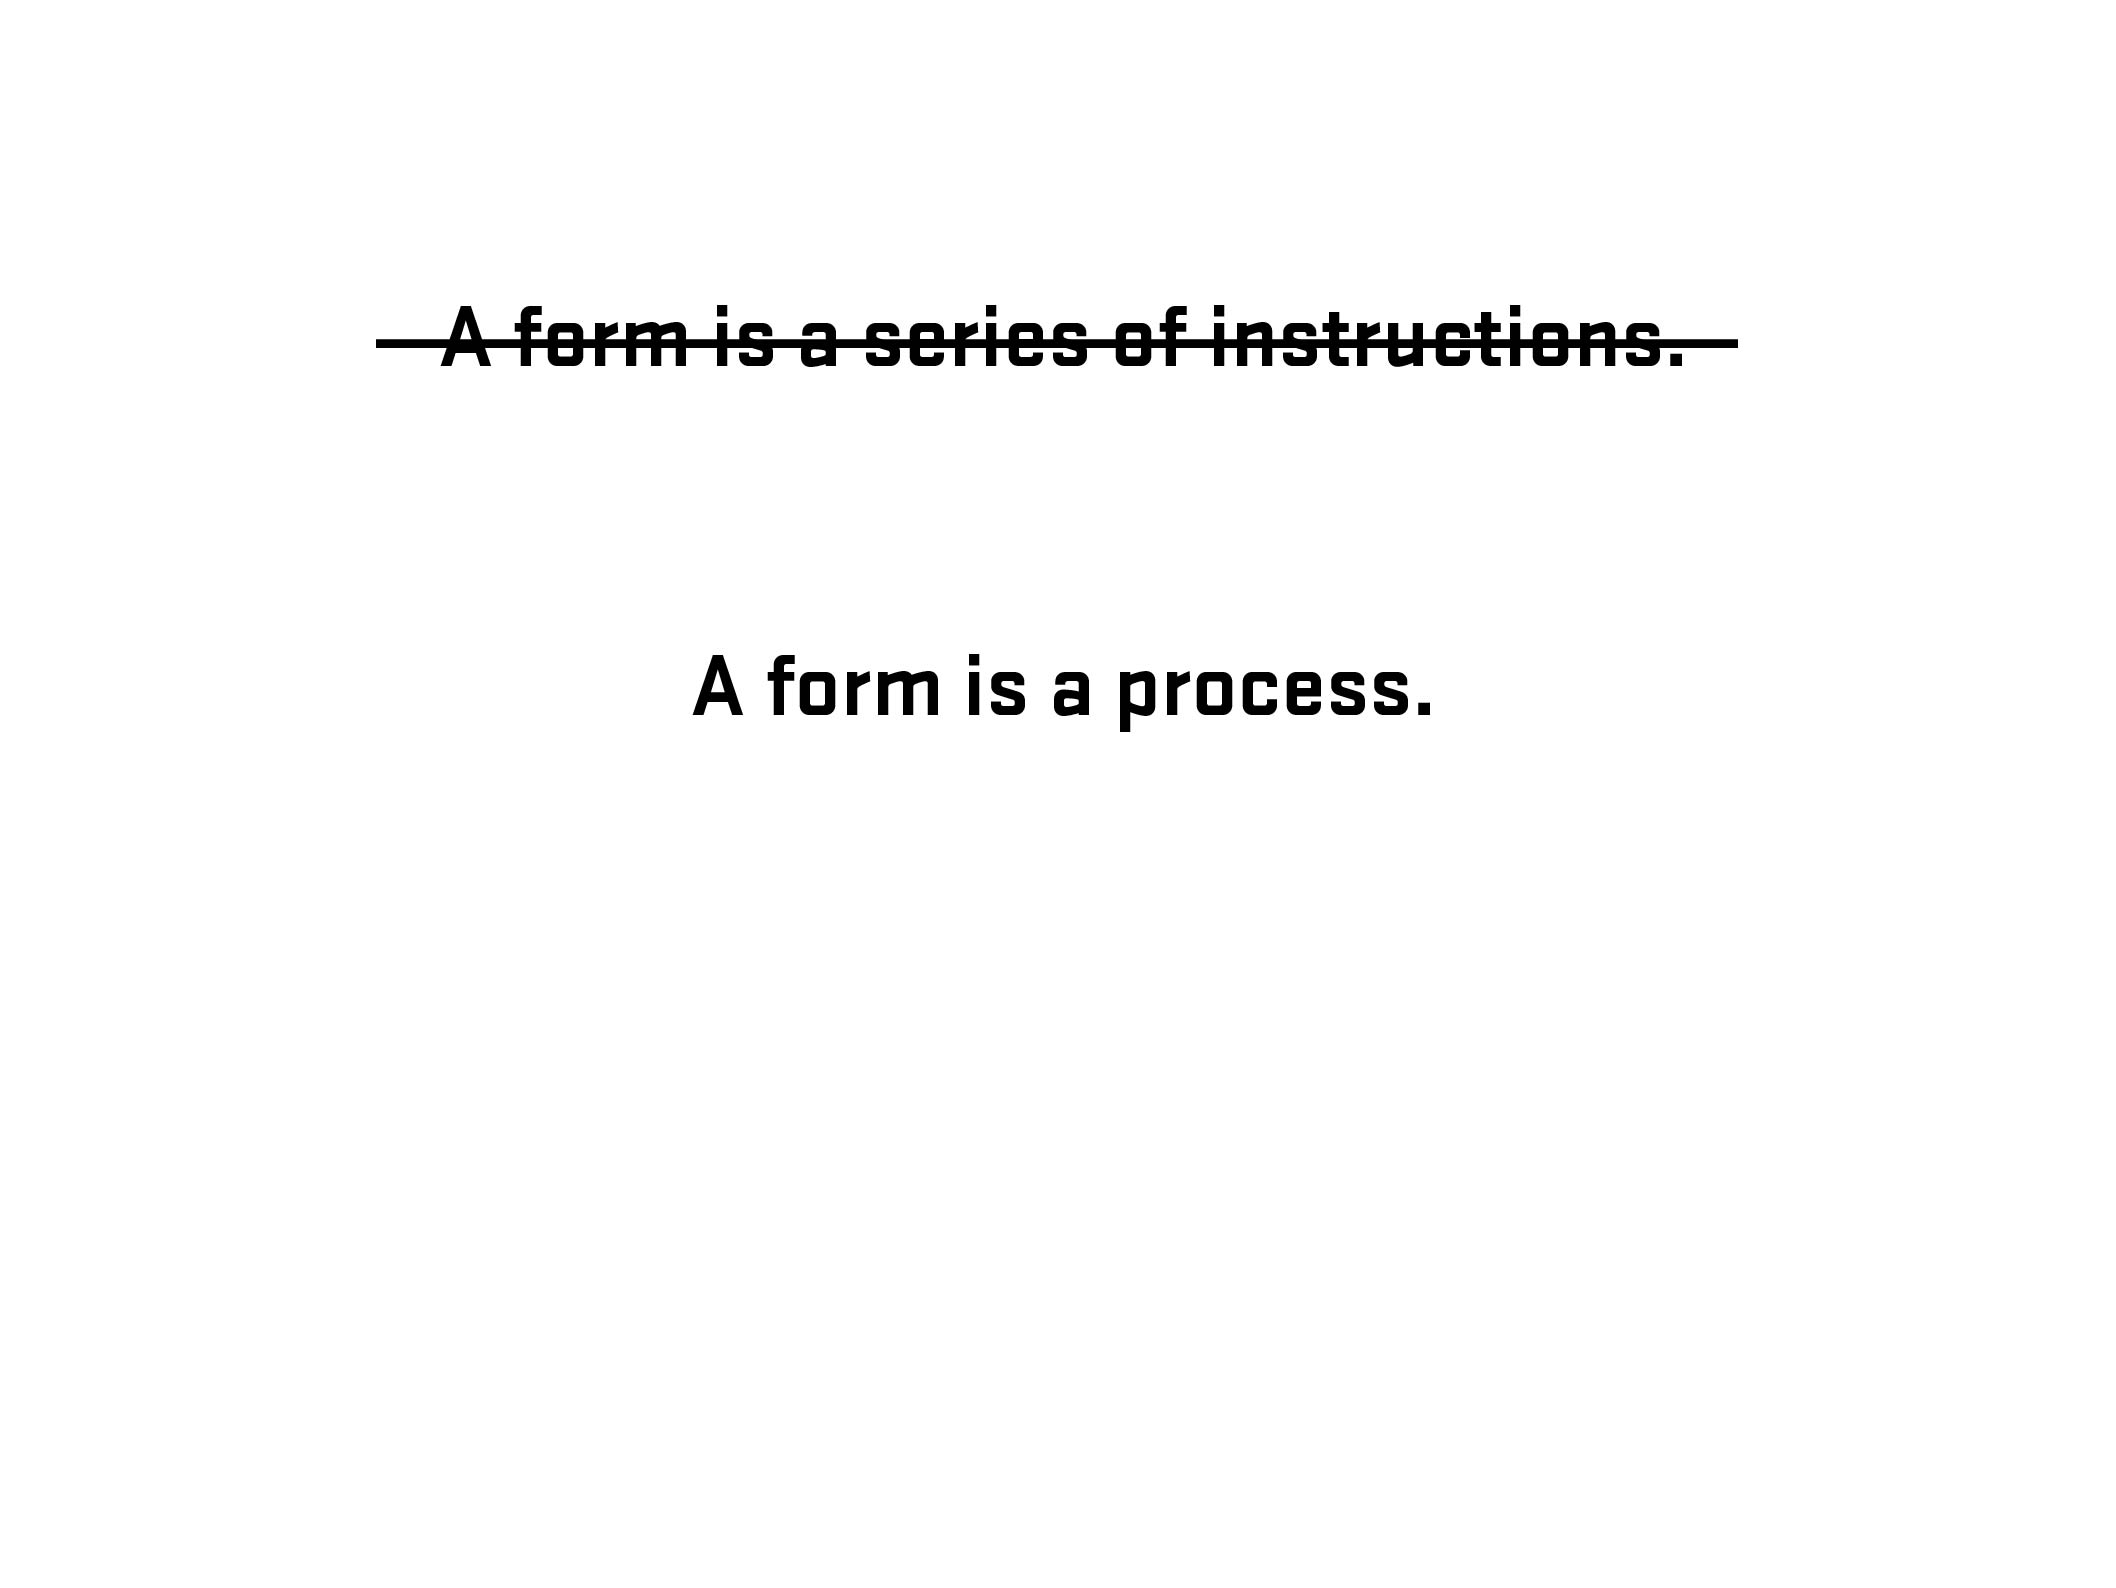 A form is a series of instructions.
A form is a process.